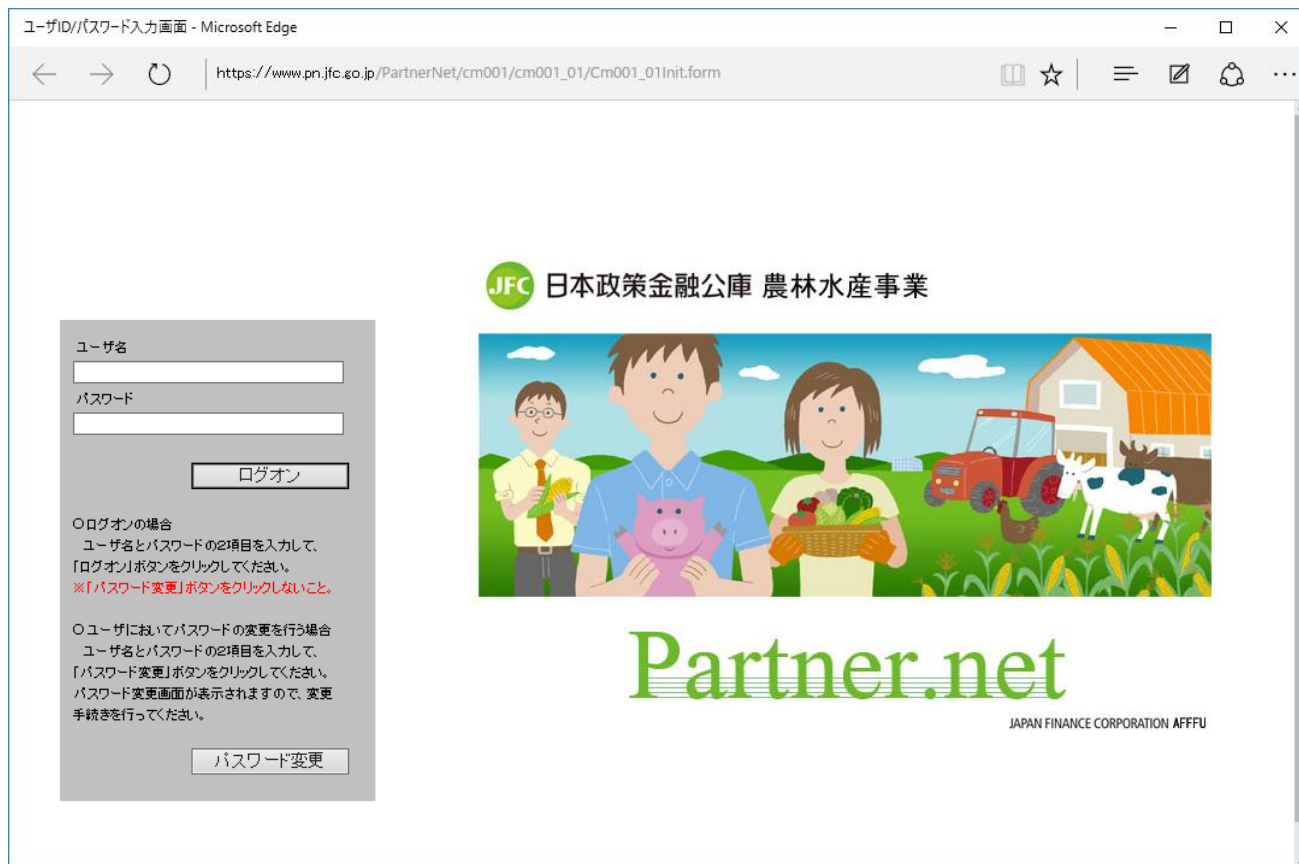 ユーザID/パスワード入力画面 - Microsoft Edge
https://www.pn.jfc.go.jp/PartnerNet/cm001/cm001_01/Cm001_01Init.form
JFC 日本政策金融公庫 農林水産事業
ユーザ名
パスワード
ログオン
○ログオンの場合
ユーザ名とパスワードの2項目を入力して、
「ログオン」ボタンをクリックしてください。
※「パスワード変更」ボタンをクリックしないこと。
○ユーザにおいてパスワードの変更を行う場合
ユーザ名とパスワードの2項目を入力して、
「パスワード変更」ボタンをクリックしてください。
パスワード変更画面が表示されますので、変更
手続きを行ってください。
パスワード変更
Partner.net
JAPAN FINANCE CORPORATION AFFFU